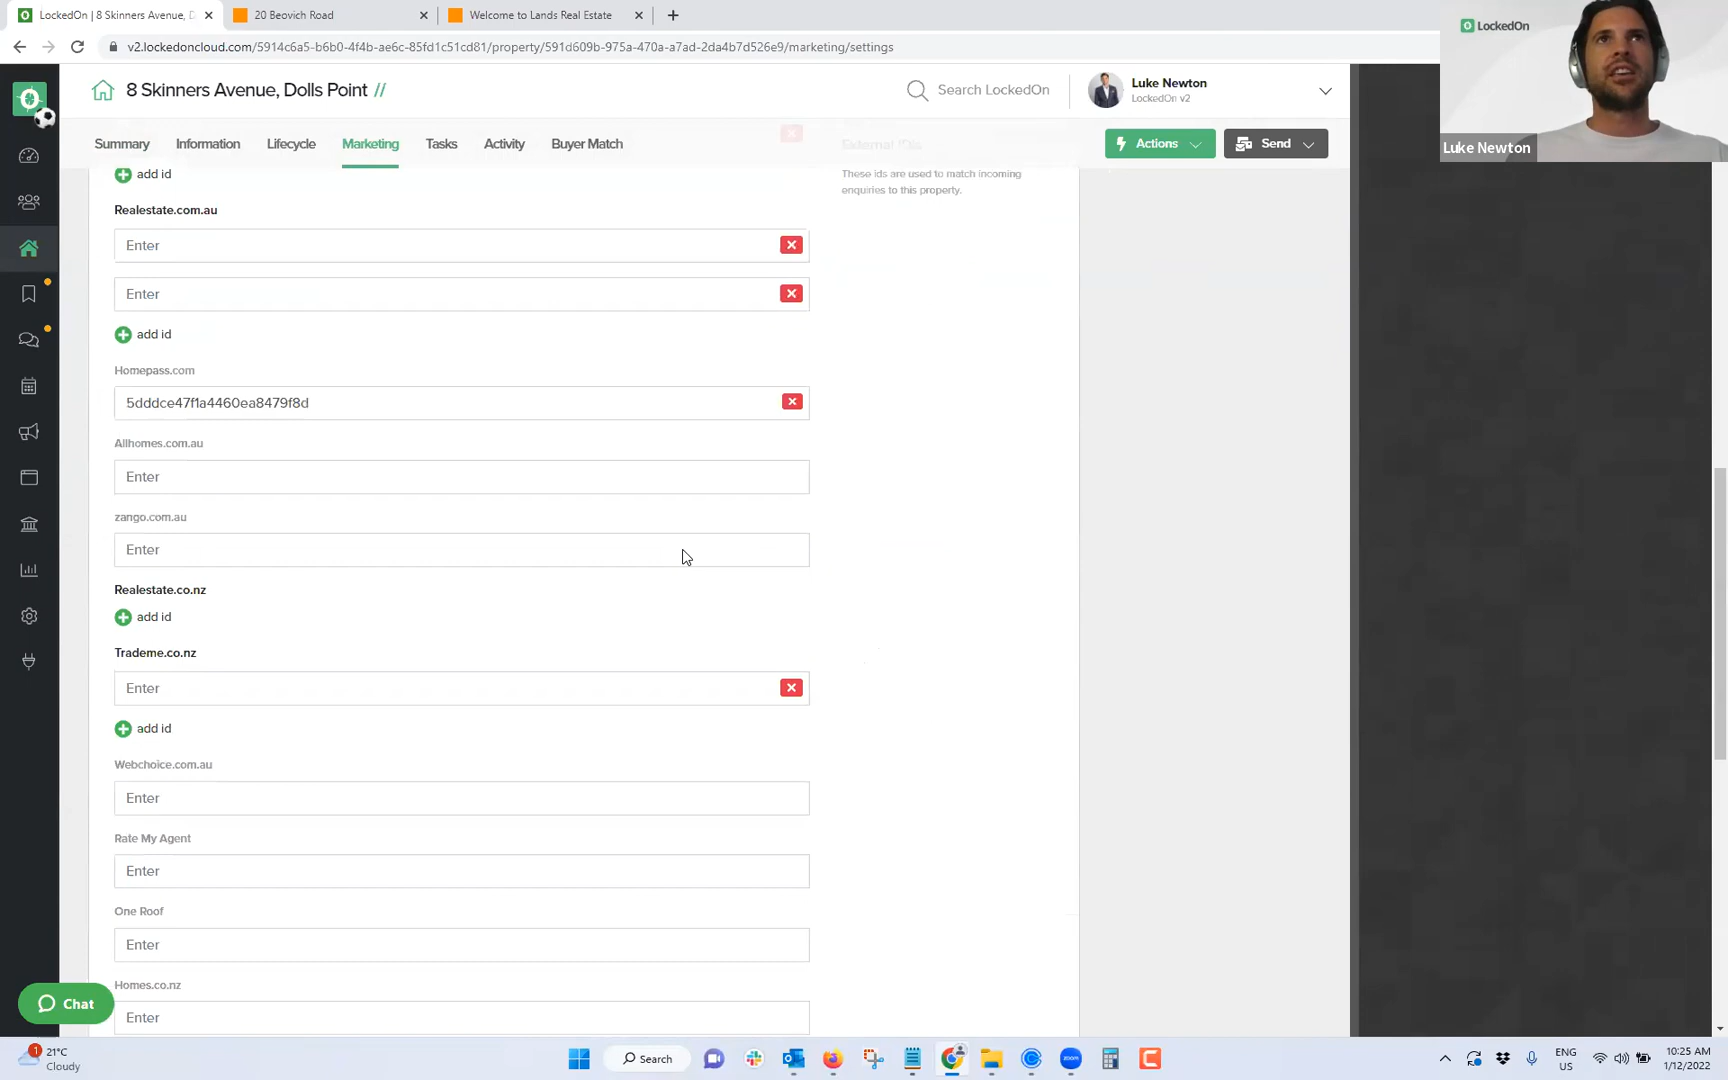 LockedOn | 8 Skinners Avenue, D
20 Beovich Road
Welcome to Lands Real Estate
v2.lockedoncloud.com/5914c6a5-b6b0-4f4b-ae6c-85fd1c51cd81/property/591d609b-975a-470a-a7ad-2da4b7d526e9/marketing/settings
LockedOn
8 Skinners Avenue, Dolls Point //
Search LockedOn
Luke Newton
LockedOn v2
Luke Newton
Summary
Information
Lifecycle
Marketing
Tasks
Activity
Buyer Match
Actions
Send
add id
These ids are used to match incoming
enquiries to this property.
Realestate.com.au
Enter
Enter
add id
Homepass.com
5dddce47f1a4460ea8479f8d
Allhomes.com.au
Enter
zango.com.au
Enter
Realestate.co.nz
add id
Trademe.co.nz
Enter
add id
Webchoice.com.au
Enter
Rate My Agent
Enter
One Roof
Enter
Homes.co.nz
Enter
Chat
1
21°C
Cloudy
Search
zoom
ENG
US
10:25 AM
1/12/2022